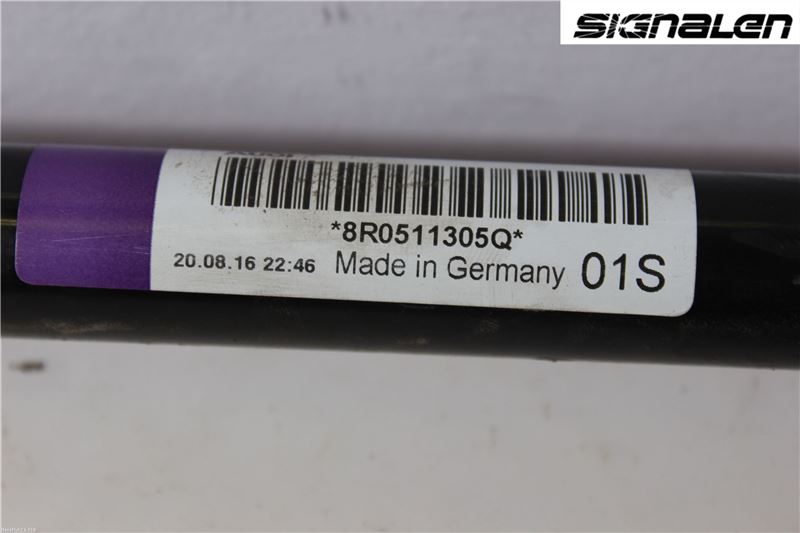 SIGNALEN
*8R0511305Q*
20.08.16 22:46 Made in Germany 01S